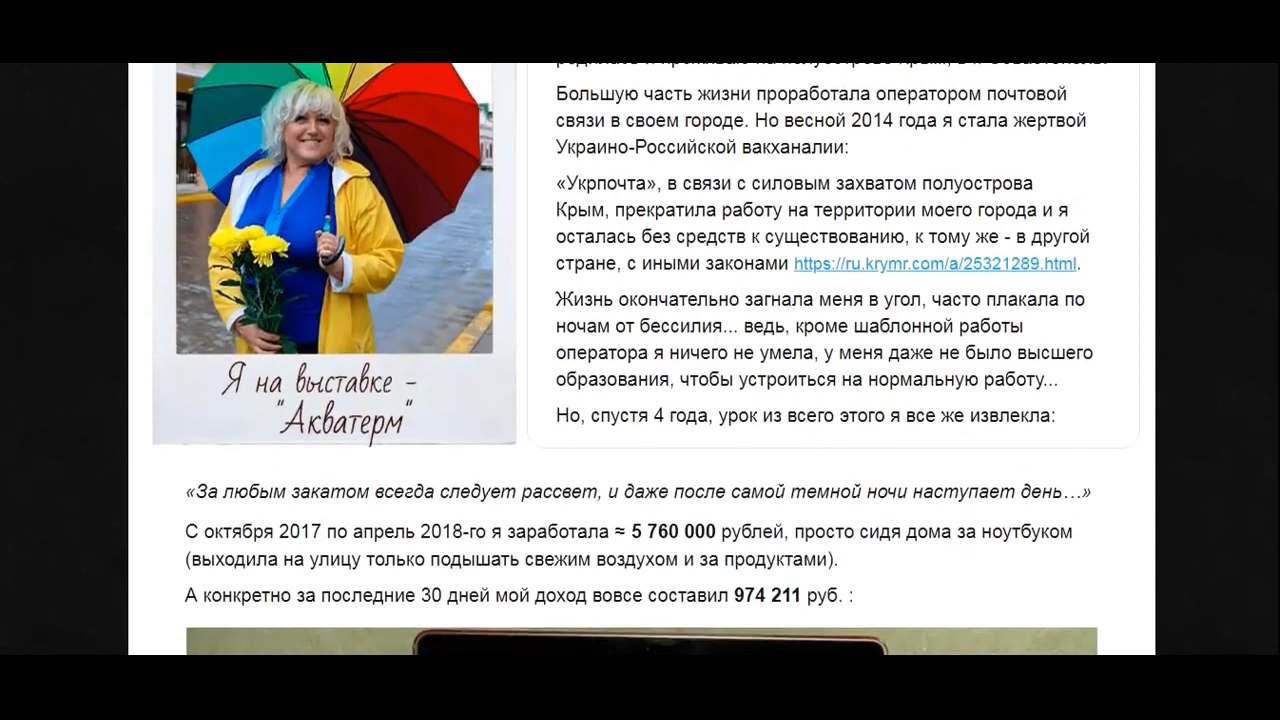 Большую часть жизни проработала оператором почтовой
связи в своем городе. Но весной 2014 года я стала жертвой
Украино-Российской вакханалии:
«Укрпочта», в связи с силовым захватом полуострова
Крым, прекратила работу на территории моего города и я
осталась без средств к существованию, к тому же - в другой
стране, с иными законами https://ru.krymr.com/a/25321289.html.
Жизнь окончательно загнала меня в угол, часто плакала по
ночам от бессилия... ведь, кроме шаблонной работы
оператора я ничего не умела, у меня даже не было высшего
образования, чтобы устроиться на нормальную работу...
Но, спустя 4 года, урок из всего этого я все же извлекла:
Я на выставке -
"Акватерм"
«За любым закатом всегда следует рассвет, и даже после самой темной ночи наступает день…»
С октября 2017 по апрель 2018-го я заработала ≈ 5 760 000 рублей, просто сидя дома за ноутбуком
(выходила на улицу только подышать свежим воздухом и за продуктами).
А конкретно за последние 30 дней мой доход вовсе составил 974 211 руб. :